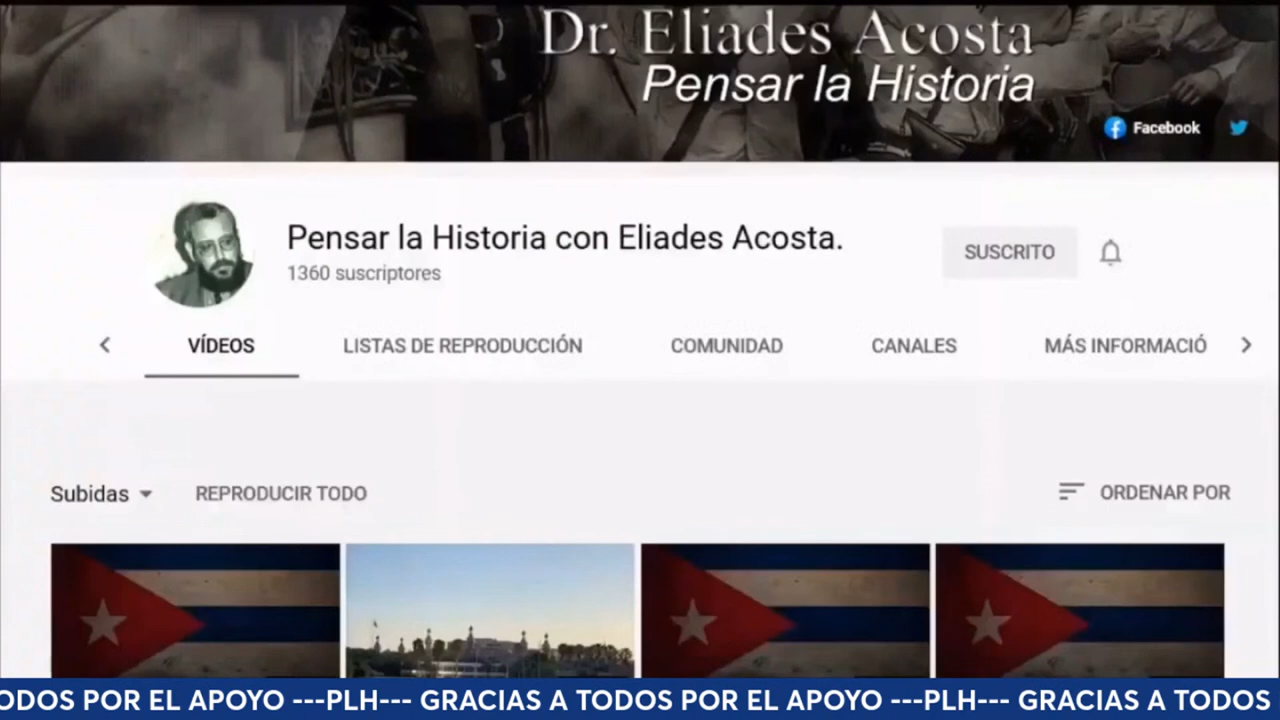 Dr. Eliades Acosta
Pensar la Historia
Facebook
Pensar la Historia con Eliades Acosta.
1360 suscriptores
SUSCRITO
VÍDEOS
LISTAS DE REPRODUCCIÓN
COMUNIDAD
CANALES
MÁS INFORMACIÓ
Subidas
REPRODUCIR TODO
ORDENAR POR
ODOS POR EL APOYO ---PLH--- GRACIAS A TODOS POR EL APOYO ---PLH--- GRACIAS A TODOS